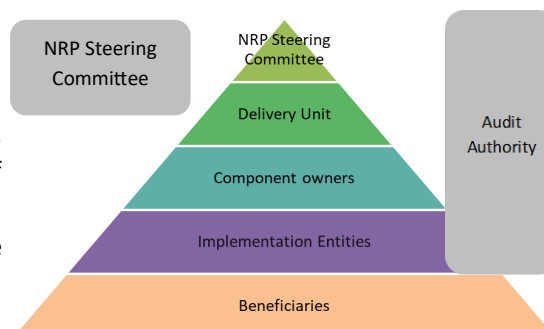 NRP Steering
Committee
NRP Steering
Committee
Delivery Unit
Component owners
Implementation Entities
Beneficiaries
Audit
Authority